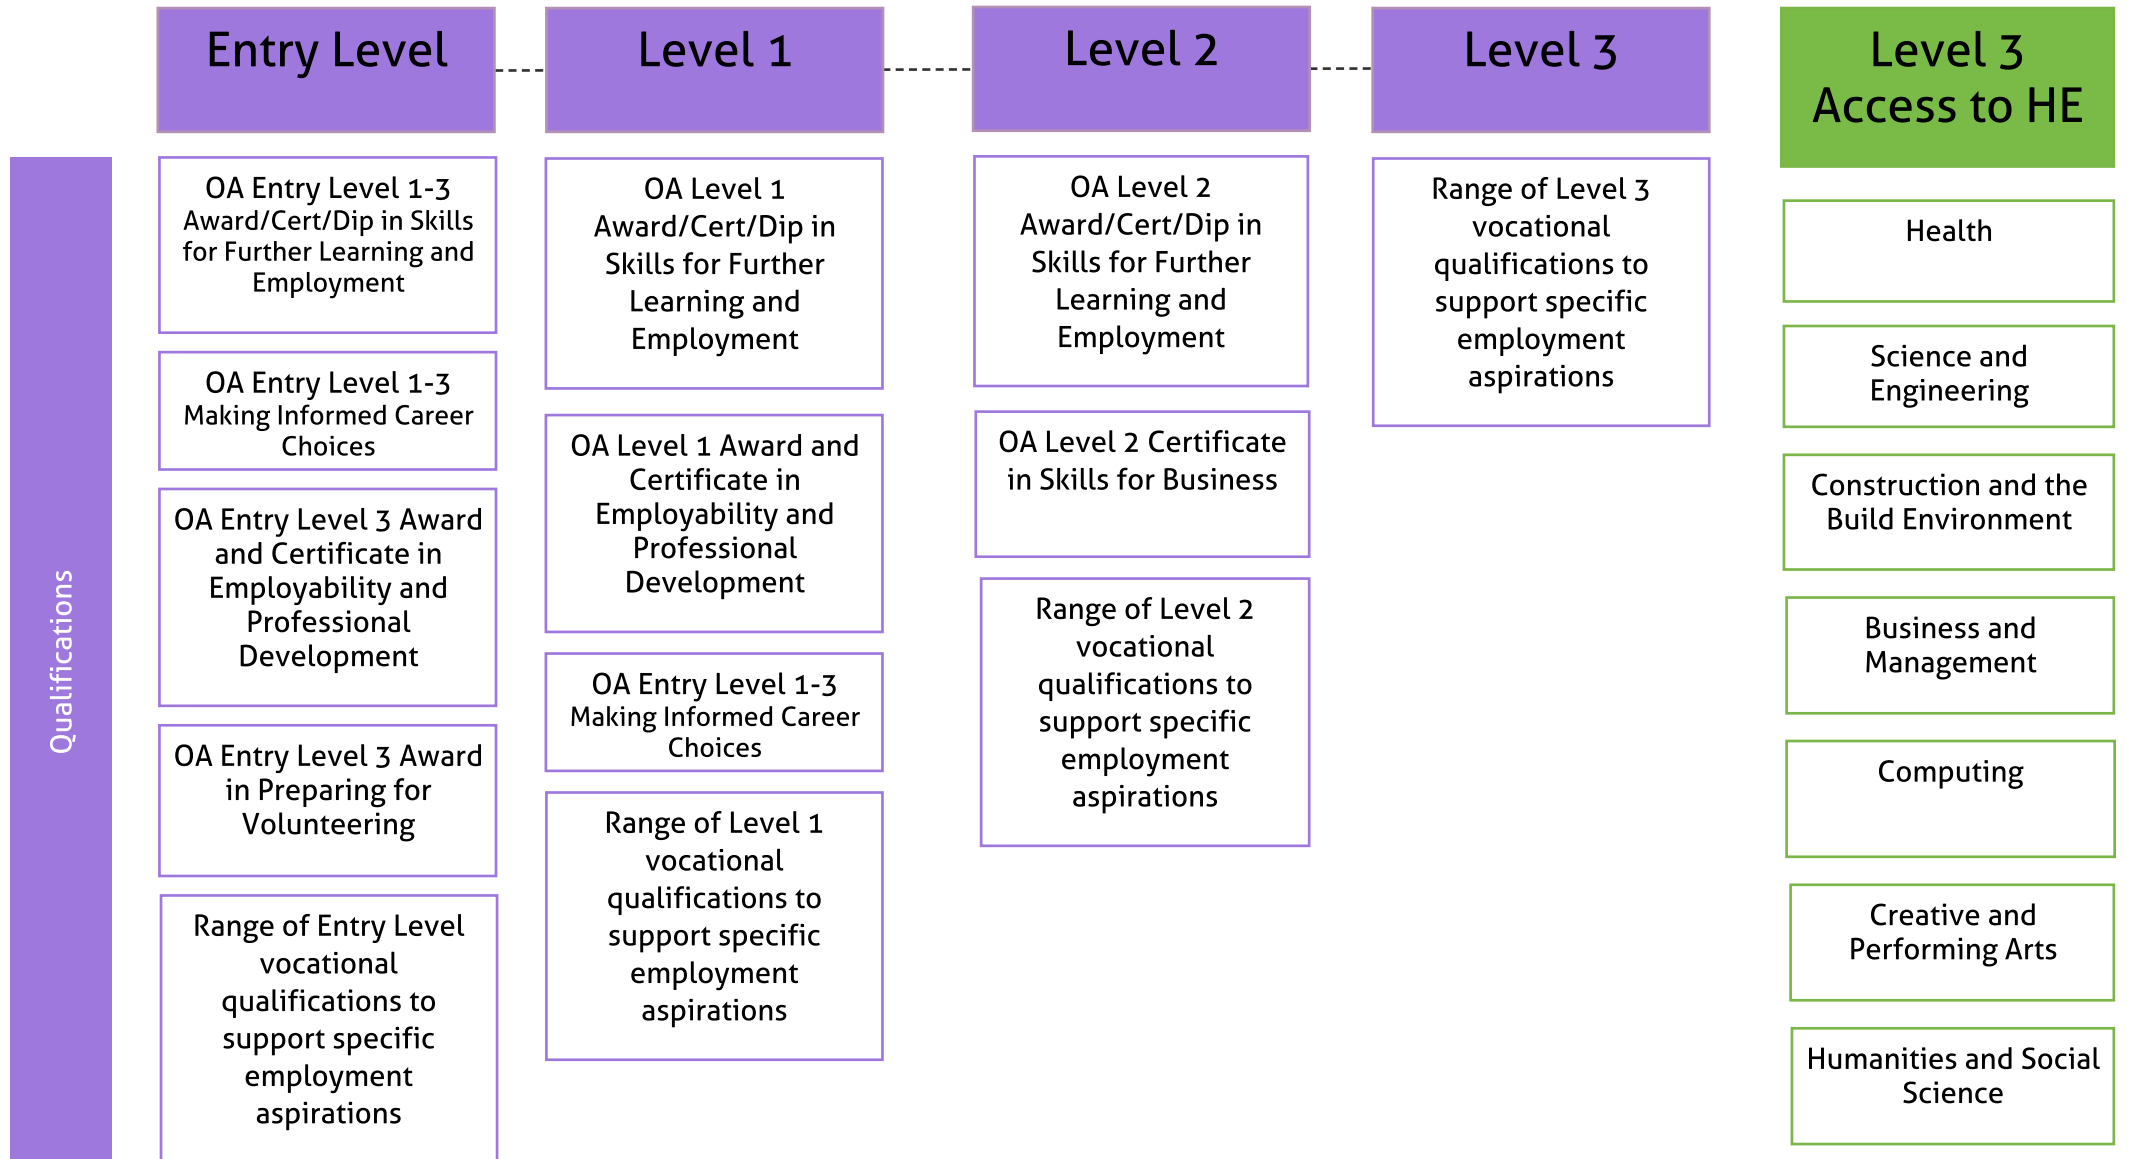 Entry Level
Level 1
Level 2
Level 3
Level 3
Access to HE
Qualifications
OA Entry Level 1-3
Award/Cert/Dip in Skills
for Further Learning and
Employment
OA Entry Level 1-3
Making Informed Career
Choices
OA Entry Level 3 Award
and Certificate in
Employability and
Professional
Development
OA Entry Level 3 Award
in Preparing for
Volunteering
Range of Entry Level
vocational
qualifications to
support specific
employment
aspirations
OA Level 1
Award/Cert/Dip in
Skills for Further
Learning and
Employment
OA Level 1 Award and
Certificate in
Employability and
Professional
Development
OA Entry Level 1-3
Making Informed Career
Choices
Range of Level 1
vocational
qualifications to
support specific
employment
aspirations
OA Level 2
Award/Cert/Dip in
Skills for Further
Learning and
Employment
OA Level 2 Certificate
in Skills for Business
Range of Level 2
vocational
qualifications to
support specific
employment
aspirations
Range of Level 3
vocational
qualifications to
support specific
employment
aspirations
Health
Science and
Engineering
Construction and the
Build Environment
Business and
Management
Computing
Creative and
Performing Arts
Humanities and Social
Science